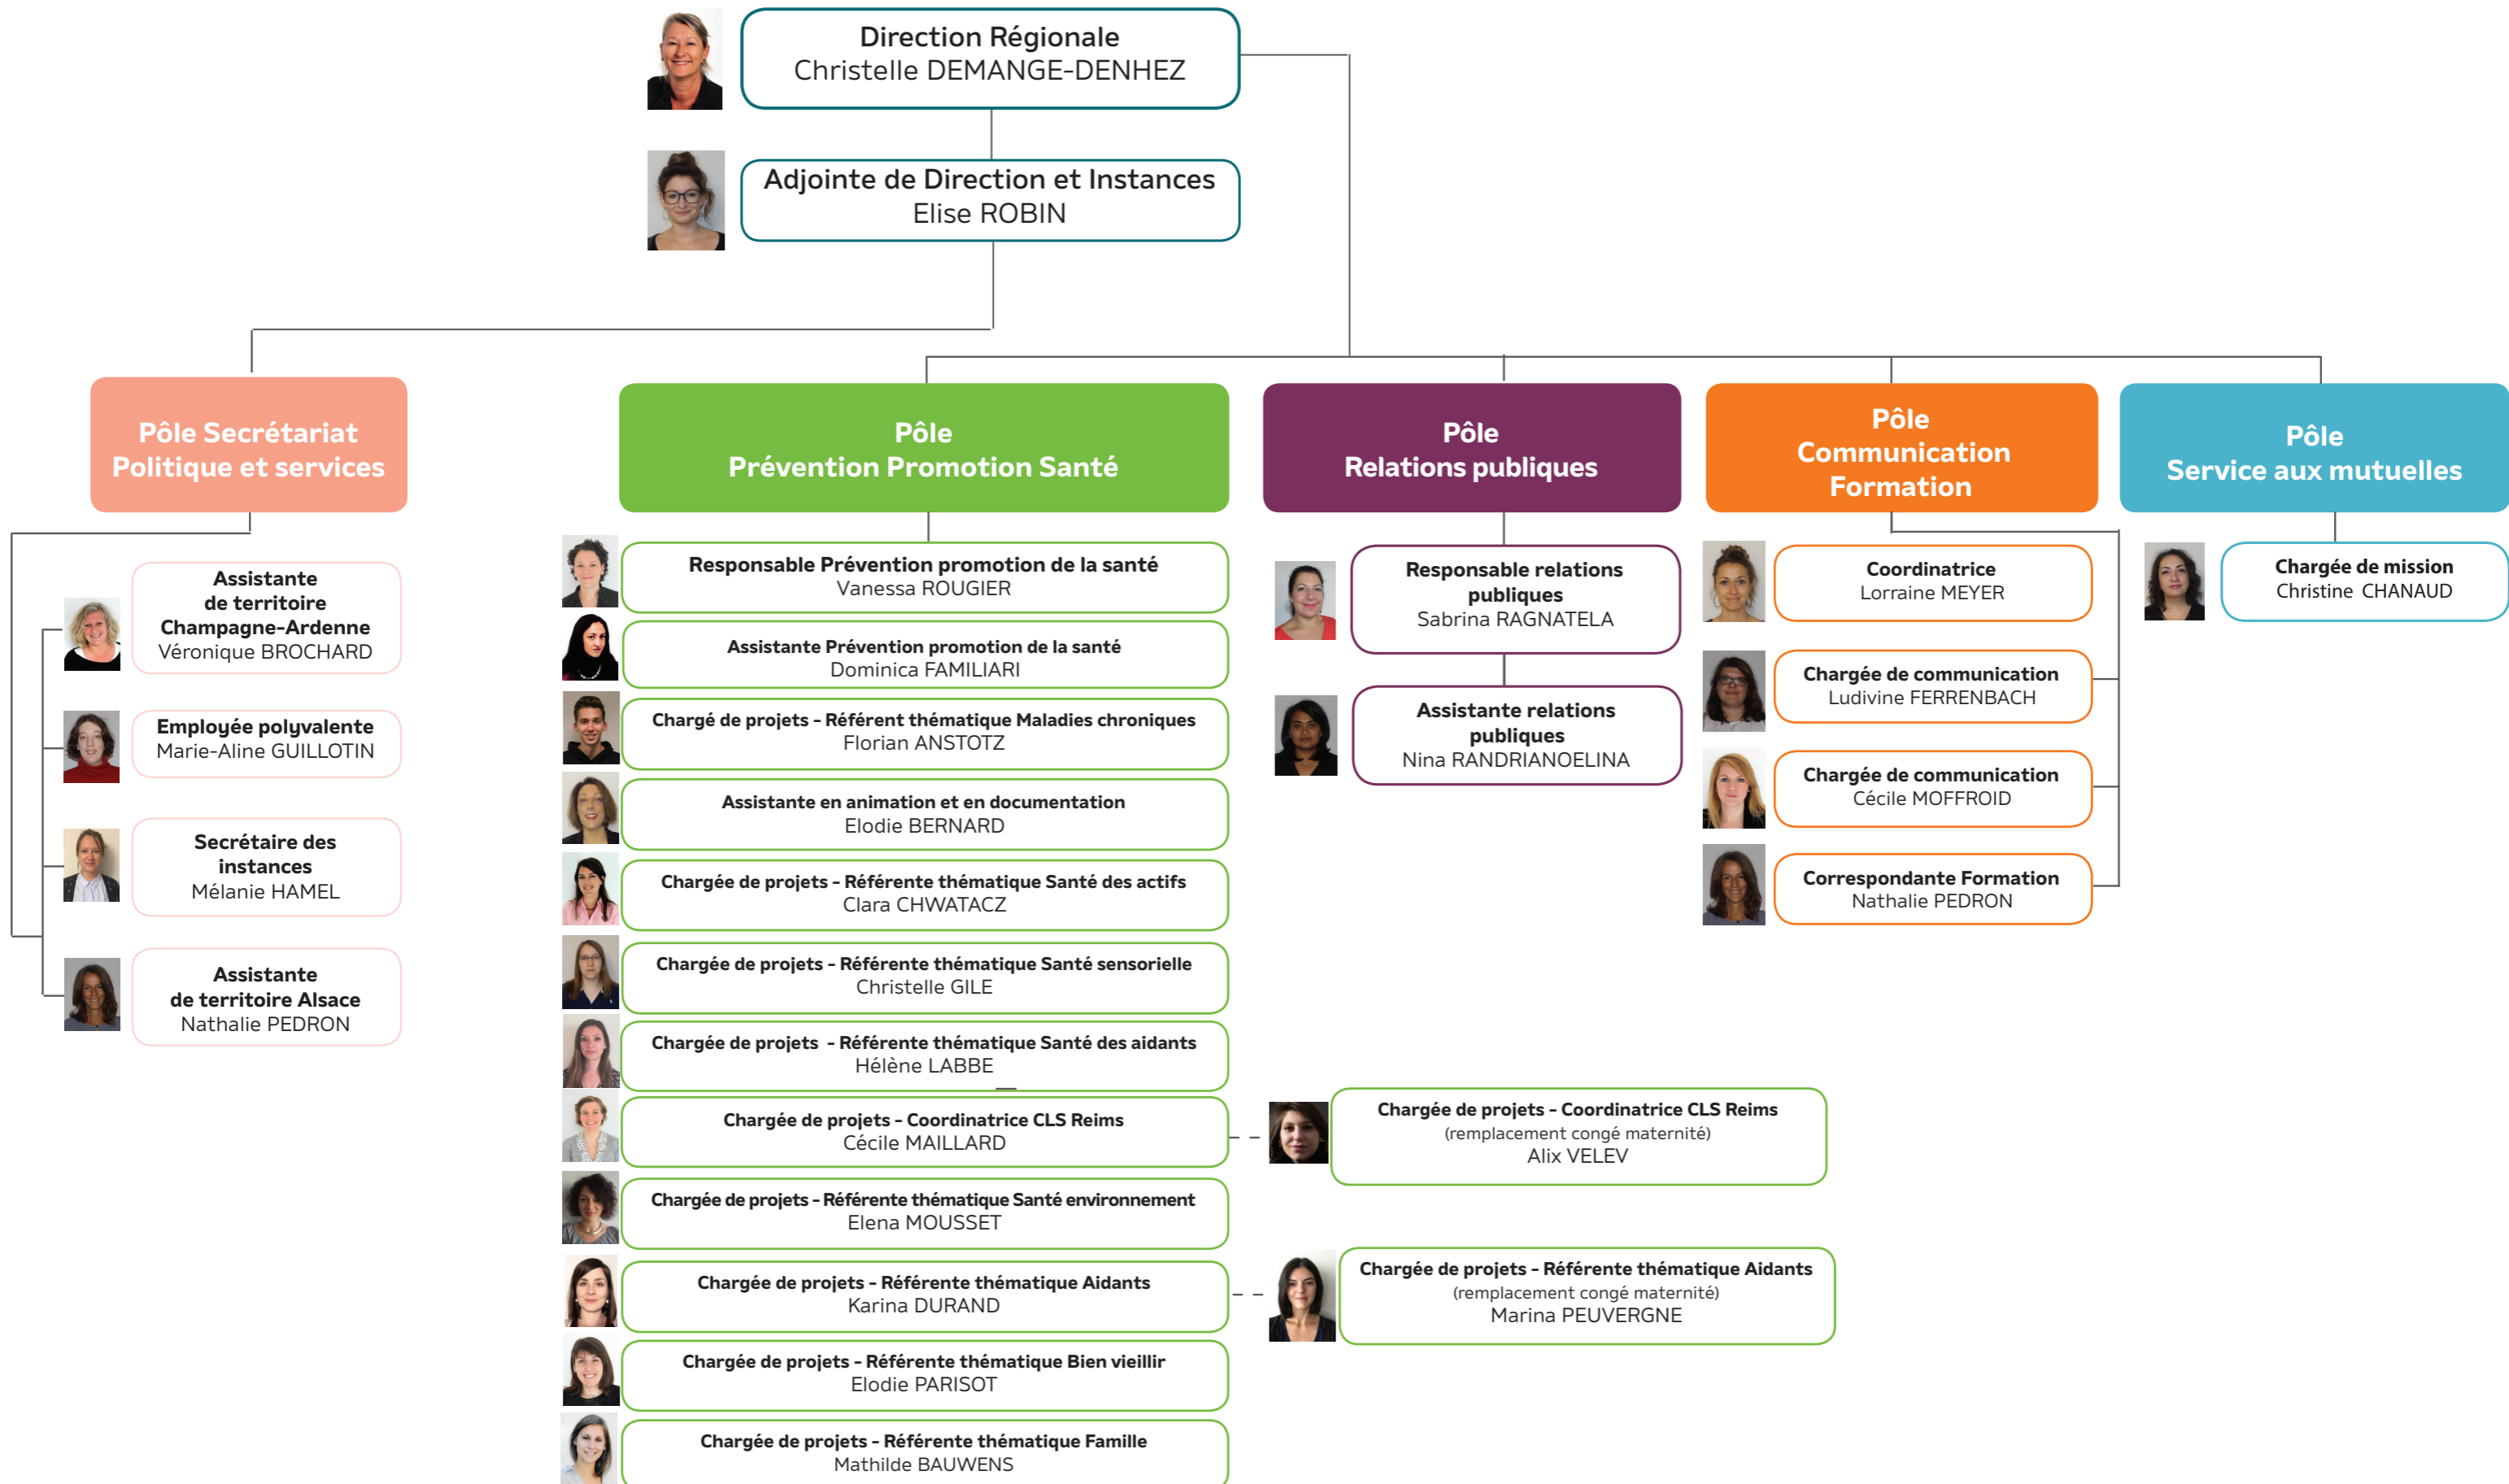 Direction Régionale
Christelle DEMANGE-DENHEZ
Adjointe de Direction et Instances
Elise ROBIN
Pôle Secrétariat
Politique et services
Assistante
de territoire
Champagne-Ardenne
Véronique BROCHARD
Employée polyvalente
Marie-Aline GUILLOTIN
Secrétaire des
instances
Mélanie HAMEL
Assistante
de territoire Alsace
Nathalie PEDRON
Pôle
Prévention Promotion Santé
Responsable Prévention promotion de la santé
Vanessa ROUGIER
Assistante Prévention promotion de la santé
Dominica FAMILIARI
Chargé de projets - Référent thématique Maladies chroniques
Florian ANSTOTZ
Assistante en animation et en documentation
Elodie BERNARD
Chargée de projets - Référente thématique Santé des actifs
Clara CHWATACZ
Chargée de projets - Référente thématique Santé sensorielle
Christelle GILE
Chargée de projets - Référente thématique Santé des aidants
Hélène LABBE
Chargée de projets - Coordinatrice CLS Reims
Cécile MAILLARD
Chargée de projets - Coordinatrice CLS Reims
(remplacement congé maternité)
Alix VELEV
Chargée de projets - Référente thématique Santé environnement
Elena MOUSSET
Chargée de projets - Référente thématique Aidants
Karina DURAND
Chargée de projets - Référente thématique Aidants
(remplacement congé maternité)
Marina PEUVERGNE
Chargée de projets - Référente thématique Bien vieillir
Elodie PARISOT
Chargée de projets - Référente thématique Famille
Mathilde BAUWENS
Pôle
Relations publiques
Responsable relations
publiques
Sabrina RAGNATELA
Assistante relations
publiques
Nina RANDRIANOELINA
Pôle
Communication
Formation
Coordinatrice
Lorraine MEYER
Chargée de communication
Ludivine FERRENBACH
Chargée de communication
Cécile MOFFROID
Correspondante Formation
Nathalie PEDRON
Pôle
Service aux mutuelles
Chargée de mission
Christine CHANAUD